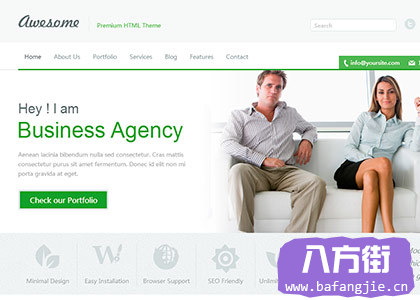 Awesome
Premium HTML Theme
Home About Us Portfolio Services Blog Features Contact
info@yoursite.com
Hey ! I am
Business Agency
Aenean lacinia bibendum nulla sed consectetur. Cras mattis
consectetur purus sit amet fermentum. Donec id elit non mi
porta gravida at eget.
Check our Portfolio
Minimal Design Easy Installation Browser Support SEO Friendly
八方街
www.bafangjie.cn